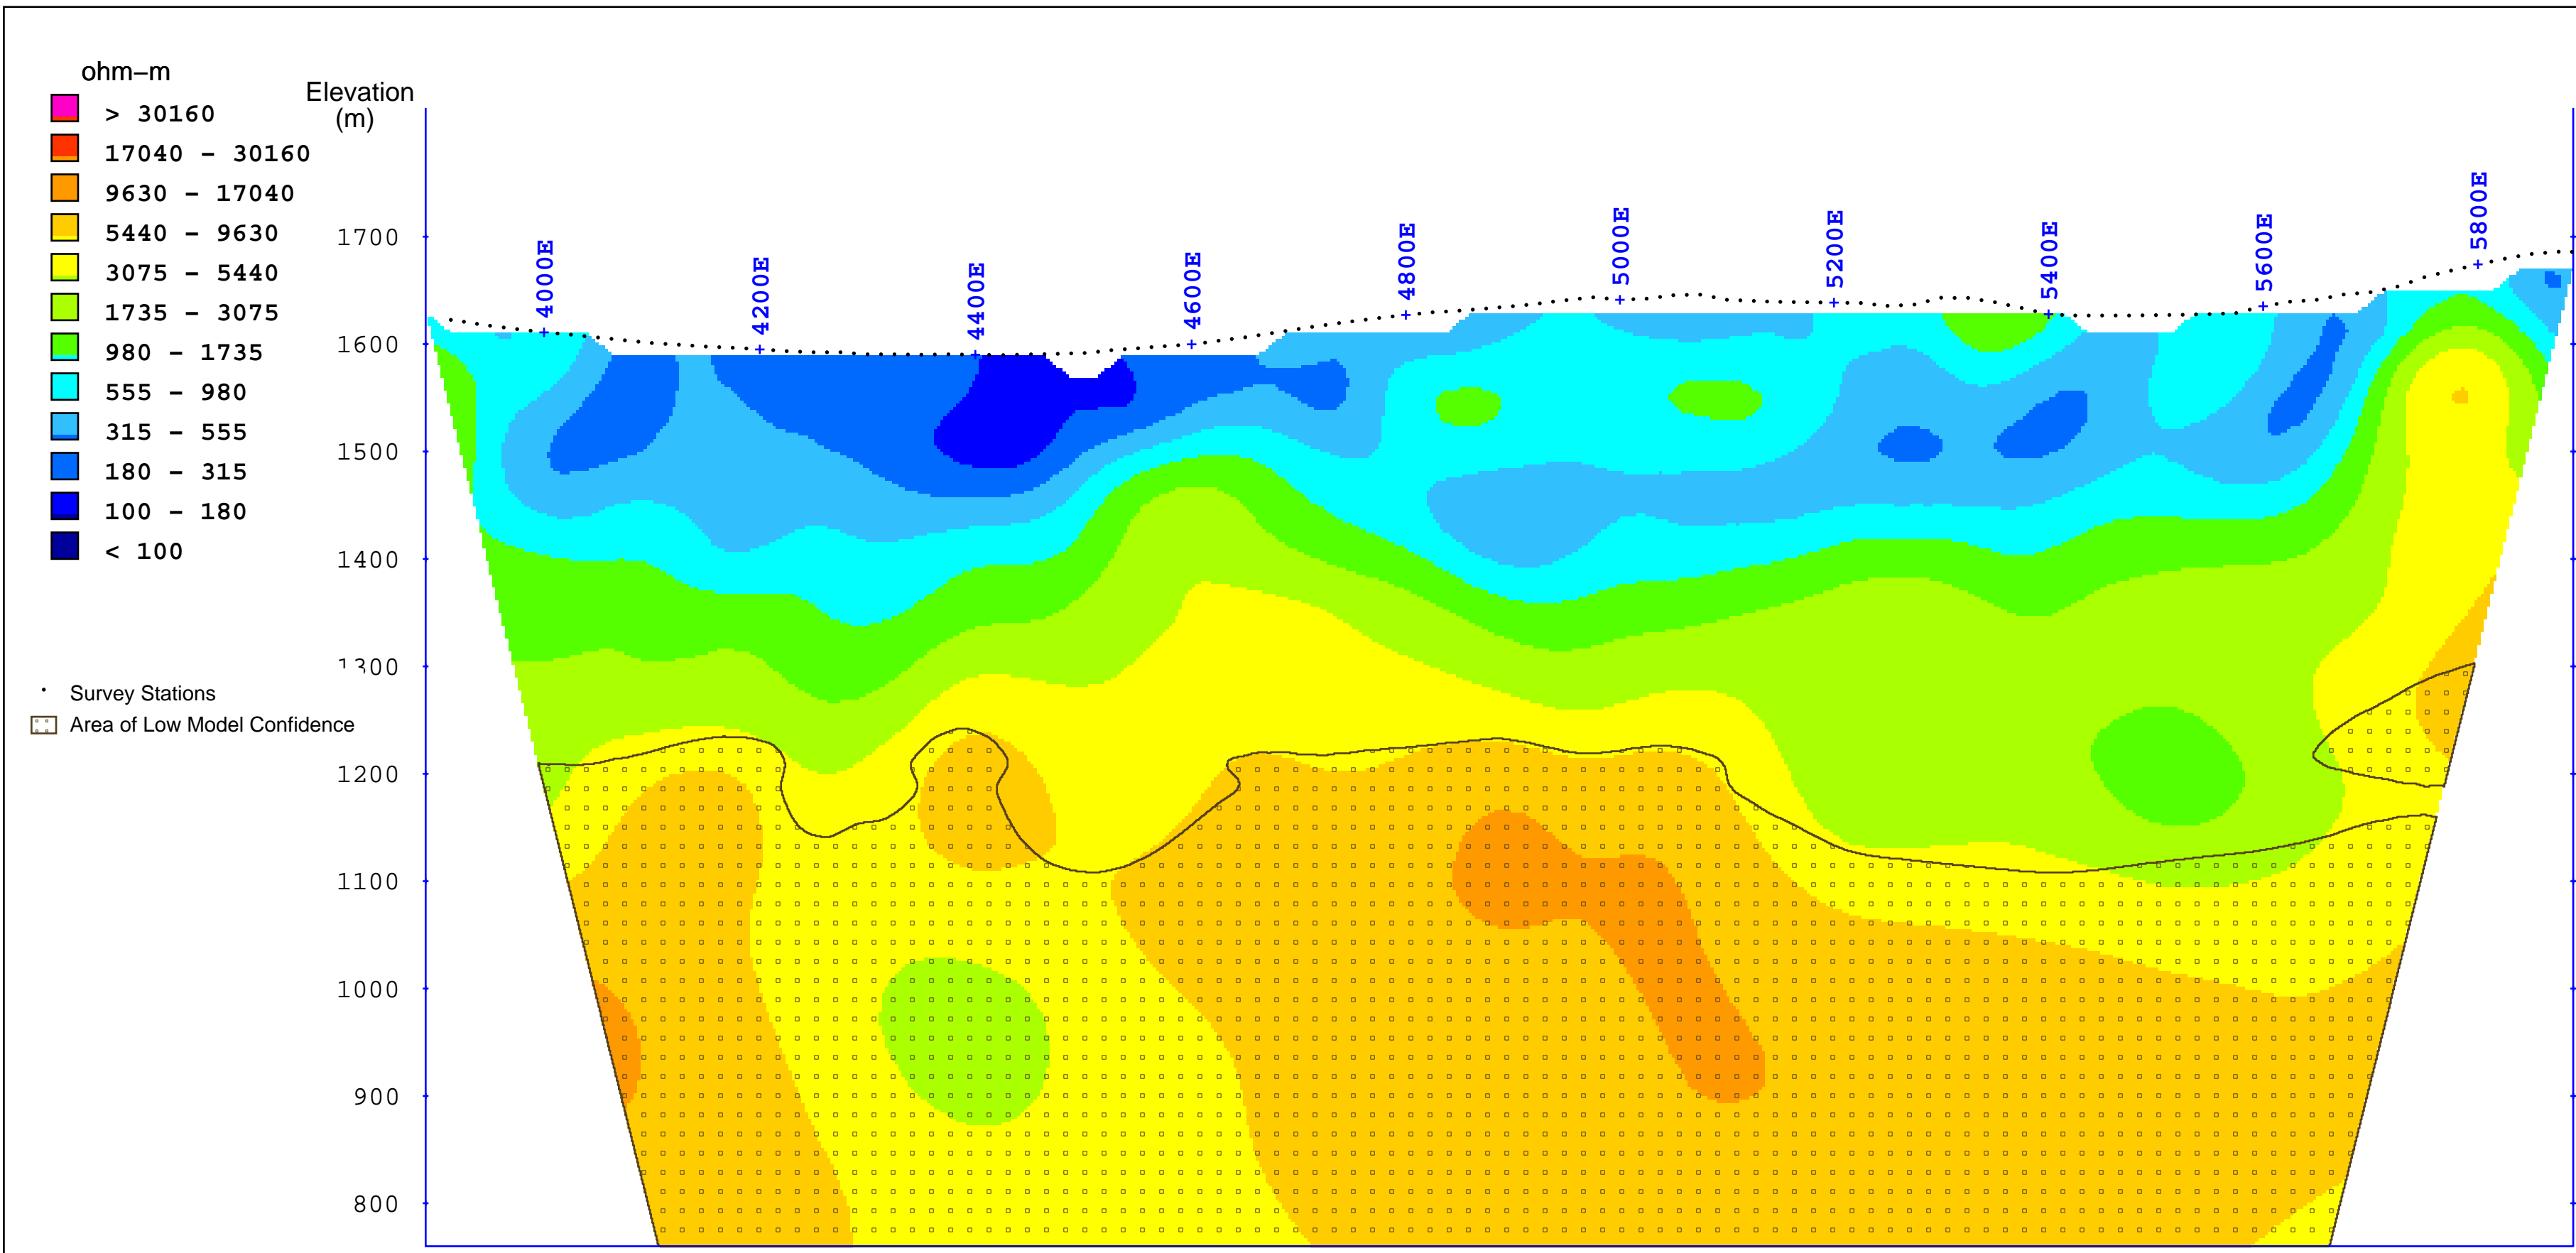 ohm-m
> 30160
17040 - 30160
9630 - 17040
5440 - 9630
3075 - 5440
1735 - 3075
980 - 1735
555 - 980
315 - 555
180 - 315
100 - 180
< 100
Survey Stations
Area of Low Model Confidence
Elevation
(m)
1700
1600
1500
1400
1300
1200
1100
1000
900
800
4000E
4200E
4400E
4600E
4800E
5000E
5200E
5400E
5600E
5800E